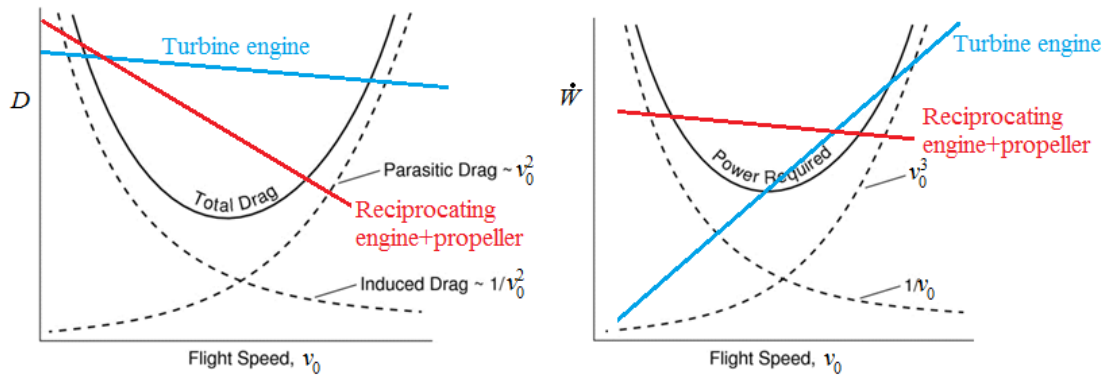 Turbine engine
D
Parasitic Drag ~ v₀²
Total Drag
Reciprocating
engine+propeller
Induced Drag ~ 1/v₀²
Flight Speed, v₀
Turbine engine
Ẇ
Reciprocating
engine+propeller
Power Required
v₀³
1/v₀
Flight Speed, v₀